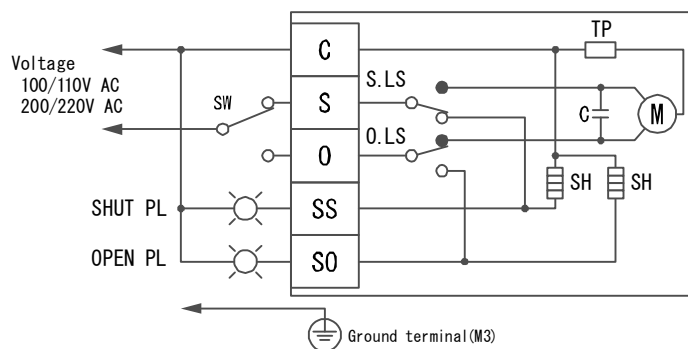 Voltage
100/110V AC
200/220V AC
SW
C
S
O
SS
SO
S.LS
O.LS
TP
C
M
SH
SH
SHUT PL
OPEN PL
Ground terminal(M3)